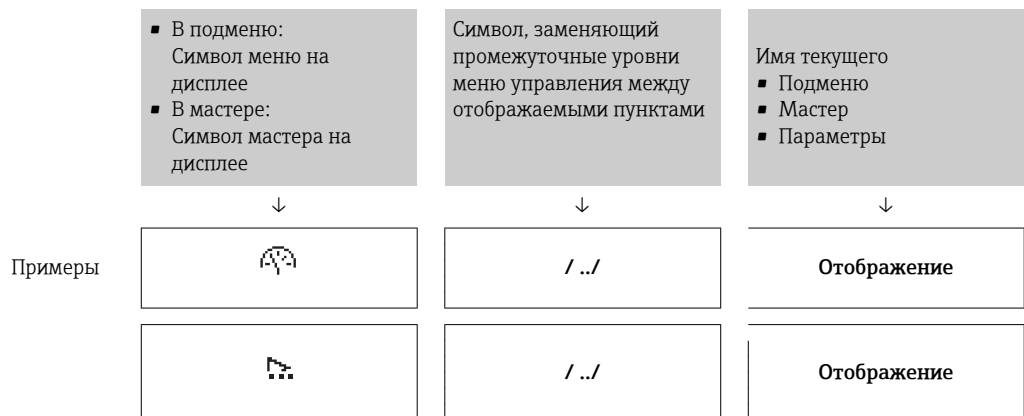 ▪ В подменю:
Символ меню на
дисплее
▪ В мастере:
Символ мастера на
дисплее
Символ, заменяющий
промежуточные уровни
меню управления между
отображаемыми пунктами
Имя текущего
▪ Подменю
▪ Мастер
▪ Параметры
↓ ↓ ↓
Примеры
/ ../
Отображение
/ ../
Отображение